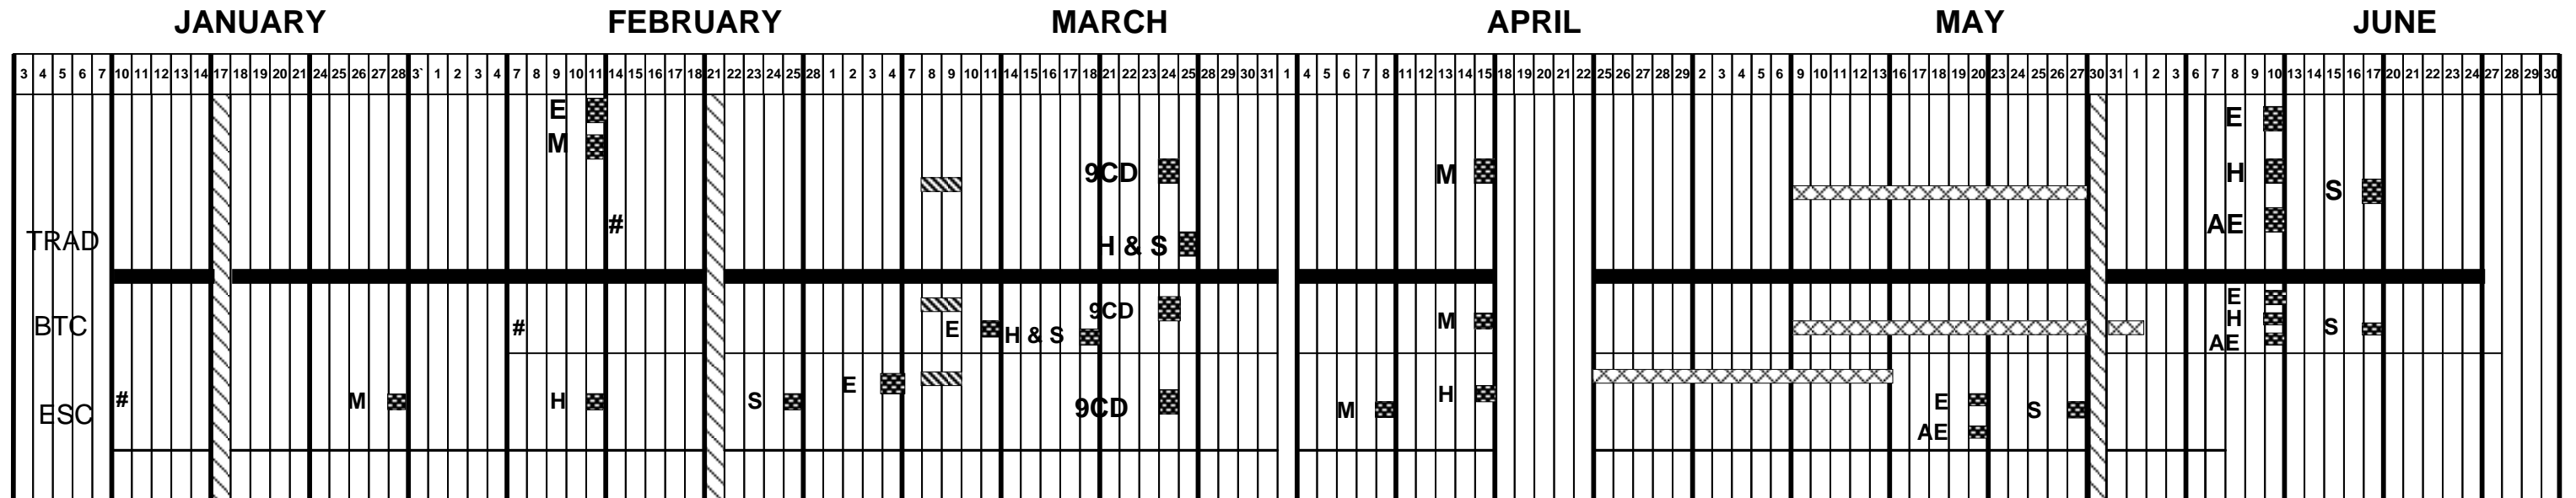 JANUARY FEBRUARY MARCH APRIL MAY JUNE
3 4 5 6 7 10 11 12 13 14 17 18 19 20 21 24 25 26 27 28 3` 1 2 3 4 7 8 9 10 11 14 15 16 17 18 21 22 23 24 25 28 1 2 3 4 7 8 9 10 11 14 15 16 17 18 21 22 23 24 25 28 29 30 31 1 4 5 6 7 8 11 12 13 14 15 18 19 20 21 22 25 26 27 28 29 2 3 4 5 6 9 10 11 12 13 16 17 18 19 20 23 24 25 26 27 30 31 1 2 3 6 7 8 9 10 13 14 15 16 17 20 21 22 23 24 27 28 29 30
E E
M
9CD M H
S
# AE
TRAD H & S
E
9CD H
BTC # E H & S M S
AE
E
# M H S H E
ESC 9CD M S
AE